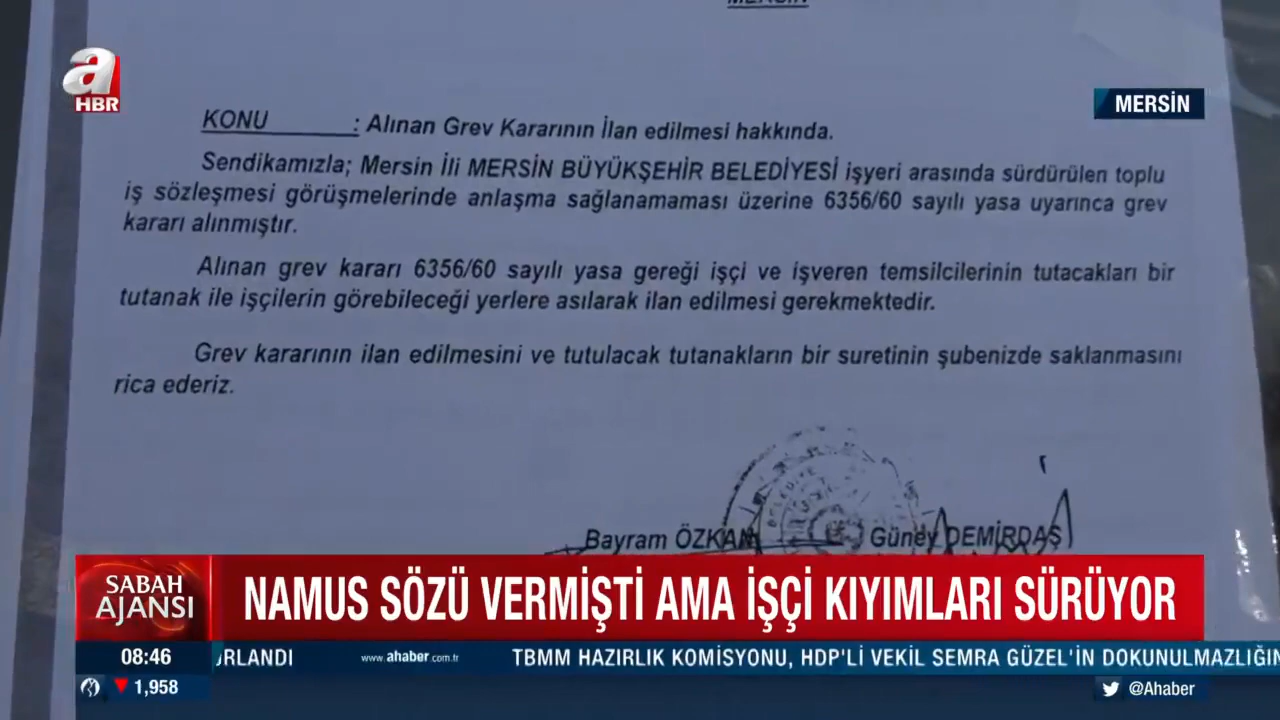 MERSİN
a
HBR
MERSİN
KONU : Alınan Grev Kararının İlan edilmesi hakkında.
Sendikamızla; Mersin İli MERSİN BÜYÜKŞEHİR BELEDİYESİ işyeri arasında sürdürülen toplu
iş sözleşmesi görüşmelerinde anlaşma sağlanamaması üzerine 6356/60 sayılı yasa uyarınca grev
kararı alınmıştır.
Alınan grev kararı 6356/60 sayılı yasa gereği işçi ve işveren temsilcilerinin tutacakları bir
tutanak ile işçilerin görebileceği yerlere asılarak ilan edilmesi gerekmektedir.
Grev kararının ilan edilmesini ve tutulacak tutanakların bir suretinin şubenizde saklanmasını
rica ederiz.
Bayram ÖZKAN Güney DEMİRDAŞ
SABAH
AJANSI
NAMUS SÖZÜ VERMİŞTİ AMA İŞÇİ KIYIMLARI SÜRÜYOR
08:46 URLANDI www.ahaber.com.tr TBMM HAZIRLIK KOMİSYONU, HDP'Lİ VEKİL SEMRA GÜZEL'İN DOKUNULMAZLIĞIN
1,958 @Ahaber